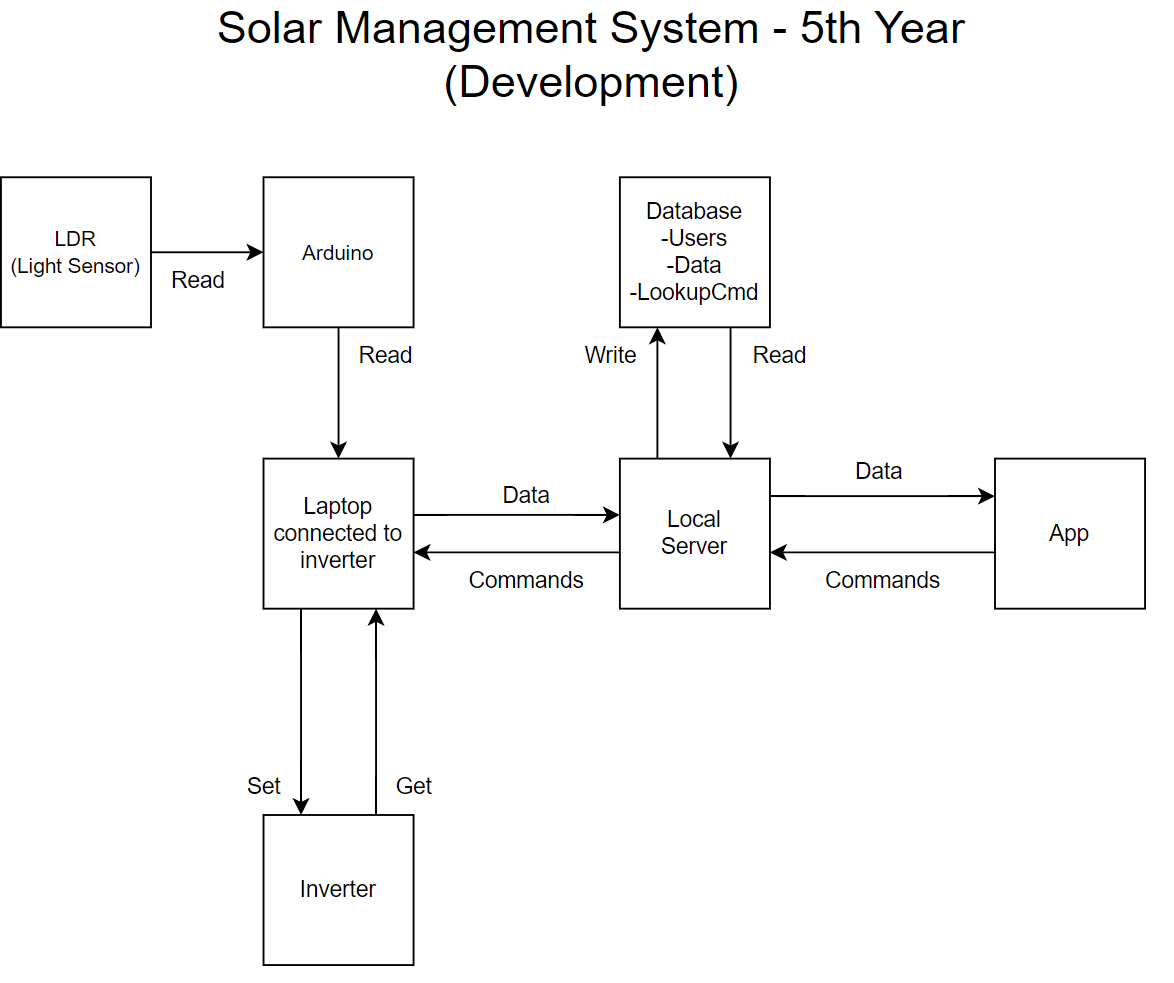 Solar Management System - 5th Year
(Development)
LDR
(Light Sensor)
Read
Arduino
Database
-Users
-Data
-LookupCmd
Read
Write
Read
Laptop
connected to
inverter
Data
Commands
Local
Server
Data
Commands
App
Set
Get
Inverter